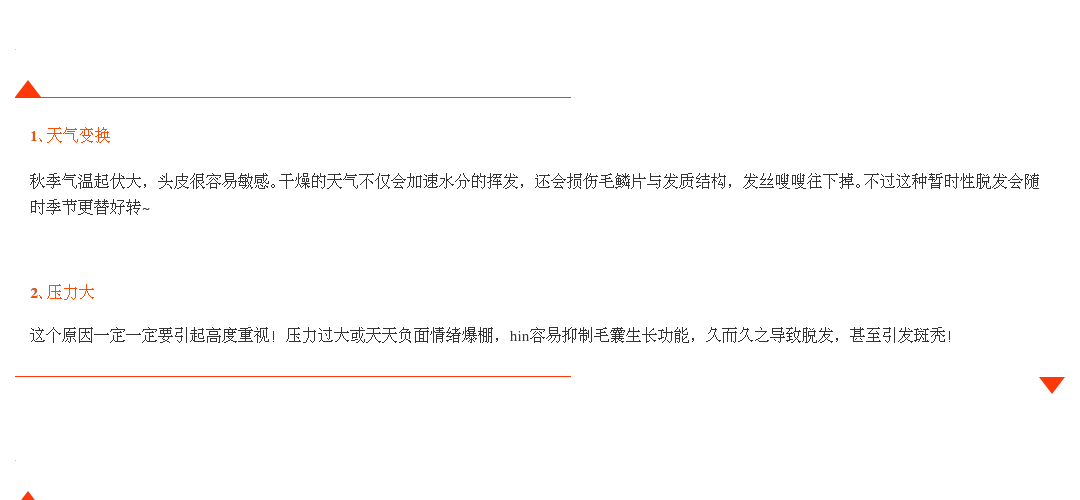 1、天气变换
秋季气温起伏大，头皮很容易敏感。干燥的天气不仅会加速水分的挥发，还会损伤毛鳞片与发质结构，发丝嗖嗖往下掉。不过这种暂时性脱发会随
时季节更替好转~
2、压力大
这个原因一定一定要引起高度重视！压力过大或天天负面情绪爆棚，hin容易抑制毛囊生长功能，久而久之导致脱发，甚至引发斑秃！